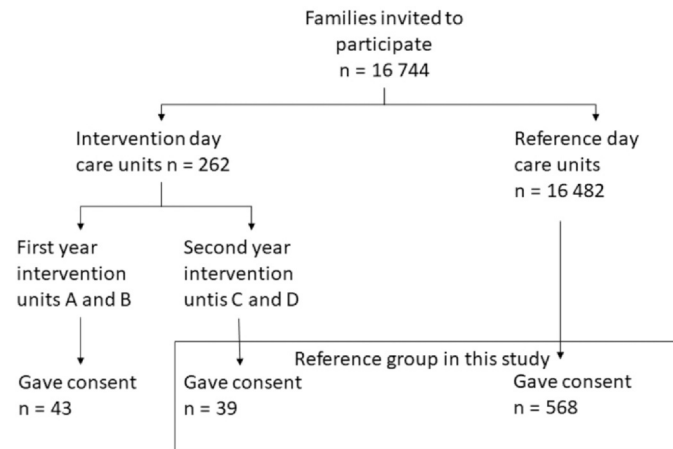 Families invited to
participate
n = 16 744
Intervention day
care units n = 262
Reference day
care units
n = 16 482
First year
intervention
units A and B
Second year
intervention
untis C and D
Reference group in this study
Gave consent
n = 43
Gave consent
n = 39
Gave consent
n = 568